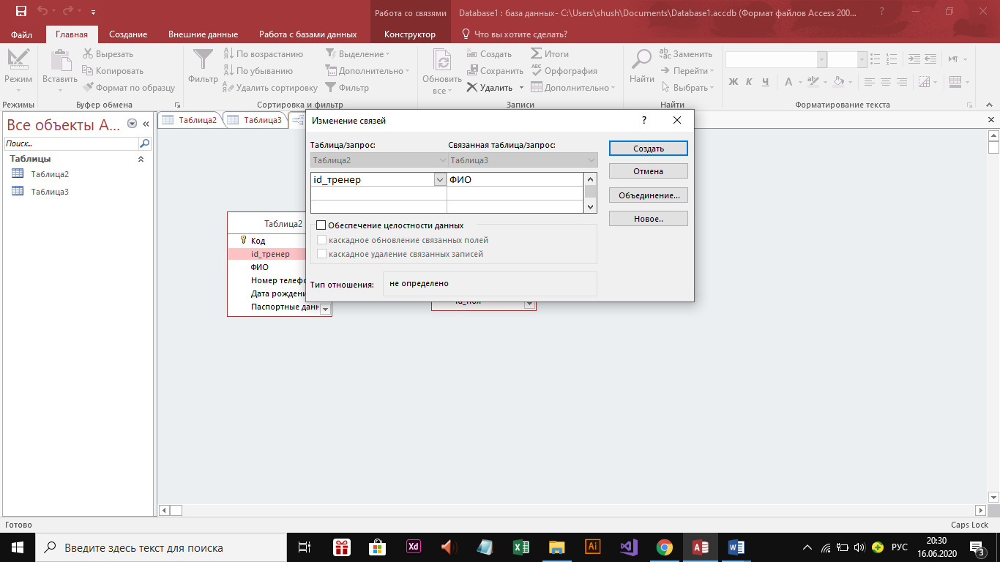 Работа со связями
Database1 : база данных- C:\Users\shush\Documents\Database1.accdb (Формат файлов Access 200...
?
Файл
Главная
Создание
Внешние данные
Работа с базами данных
Конструктор
Что вы хотите сделать?
Режим
Вставить
Вырезать
Копировать
Формат по образцу
Фильтр
По возрастанию
По убыванию
Удалить сортировку
Выделение
Дополнительно
Фильтр
Обновить
все
Создать
Сохранить
Удалить
Итоги
Орфография
Дополнительно
Найти
Заменить
Перейти
Выбрать
Ж К Ч
А
Режимы
Буфер обмена
Сортировка и фильтр
Записи
Найти
Форматирование текста
Все объекты A...
Поиск...
Таблицы
Таблица2
Таблица3
Таблица2
Таблица3
Изменение связей
?
Таблица/запрос:
Связанная таблица/запрос:
Таблица2
Таблица3
id_тренер
ФИО
Создать
Отмена
Объединение...
Новое..
Обеспечение целостности данных
каскадное обновление связанных полей
каскадное удаление связанных записей
Тип отношения:
не определено
Таблица2
Код
id_тренер
ФИО
Номер телефо
Дата рождени
Паспортные данн
id_пол
Готово
Caps Lock
Введите здесь текст для поиска
Xd
Ai
РУС
20:30
16.06.2020
3